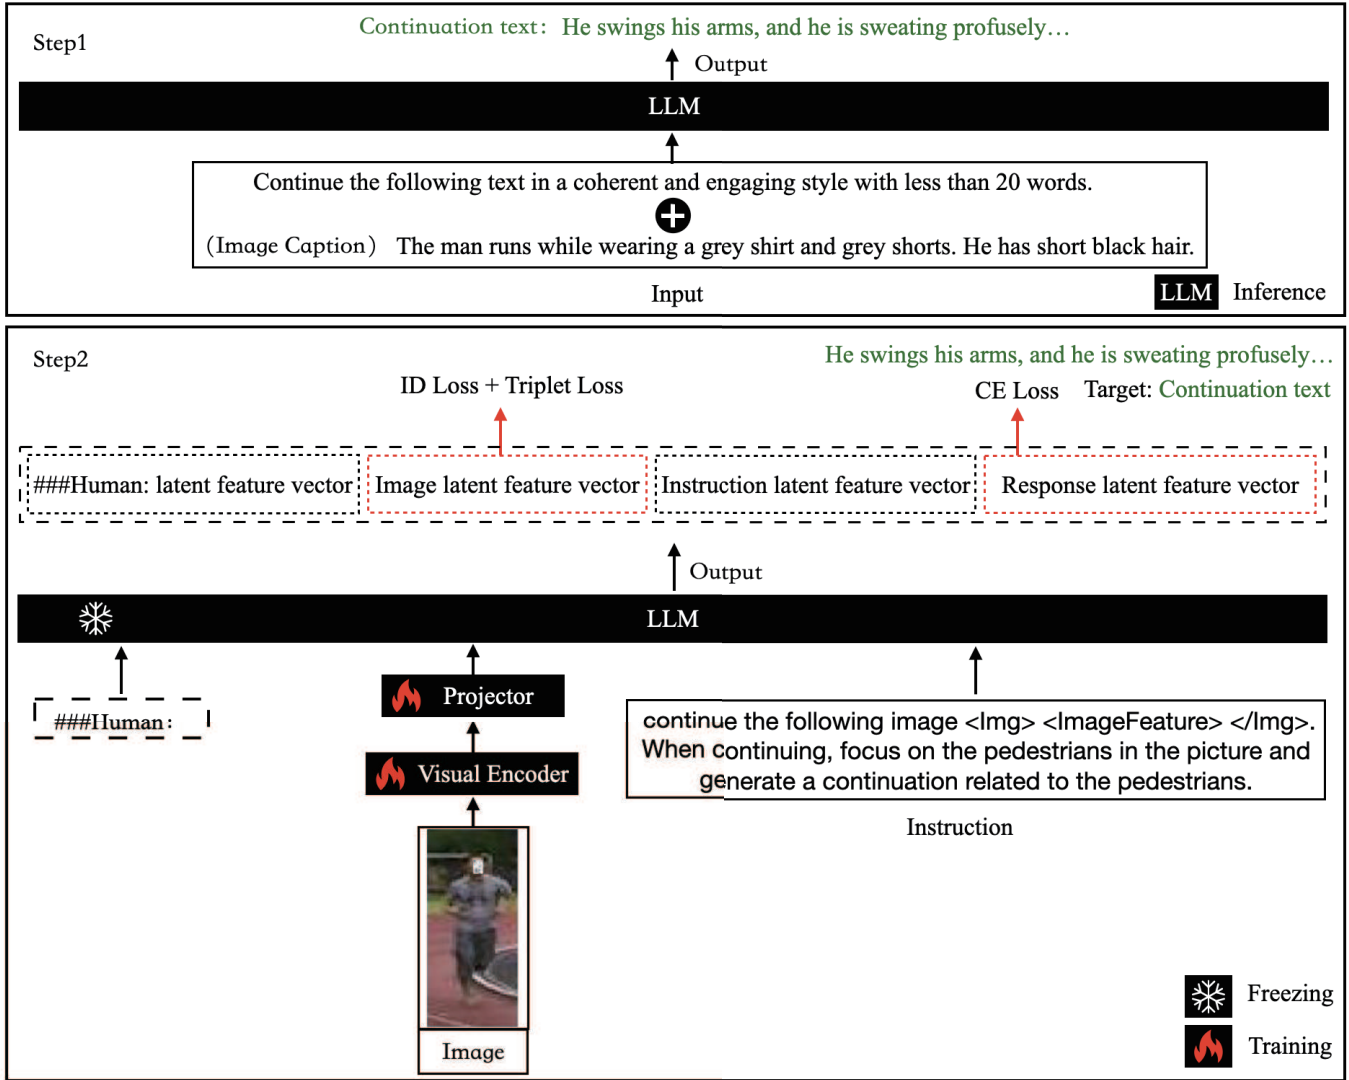 Step1
Continuation text: He swings his arms, and he is sweating profusely…
Output
LLM
Continue the following text in a coherent and engaging style with less than 20 words.
(Image Caption) The man runs while wearing a grey shirt and grey shorts. He has short black hair.
Input
LLM Inference
Step2
He swings his arms, and he is sweating profusely…
ID Loss + Triplet Loss
CE Loss Target: Continuation text
###Human: latent feature vector Image latent feature vector Instruction latent feature vector Response latent feature vector
Output
LLM
###Human:
Projector
Visual Encoder
continue the following image <Img> <ImageFeature> </Img>.
When continuing, focus on the pedestrians in the picture and
generate a continuation related to the pedestrians.
Instruction
Image
Freezing
Training